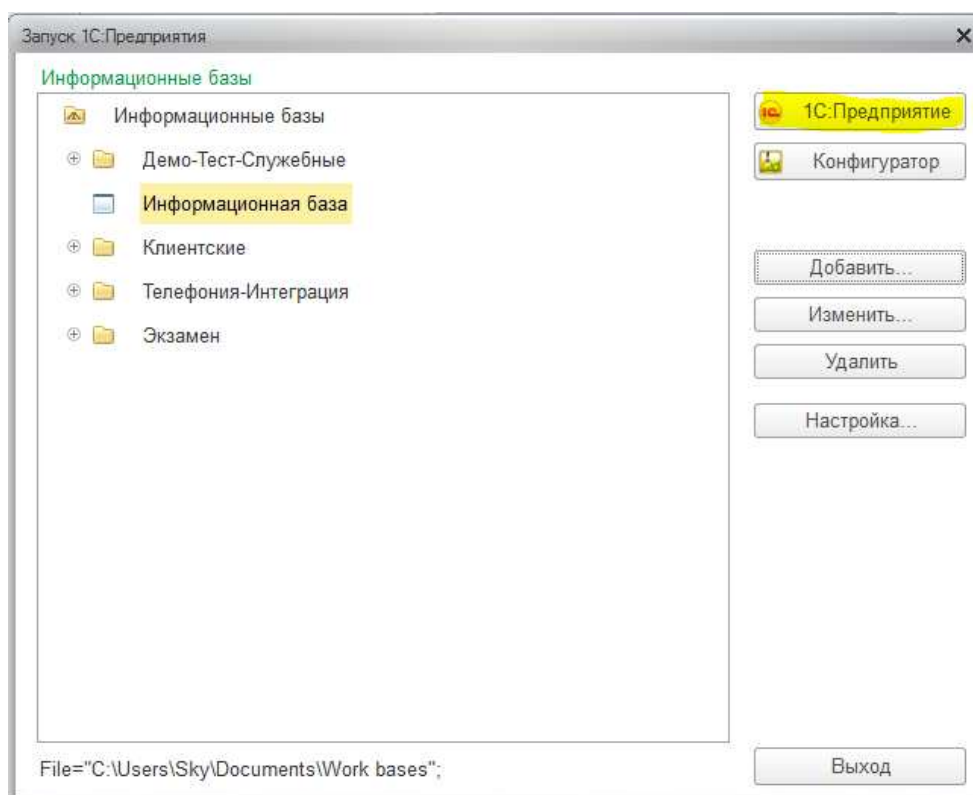 Запуск 1С:Предприятия
Информационные базы
Информационные базы
Демо-Тест-Служебные
Информационная база
Клиентские
Телефония-Интеграция
Экзамен
1С:Предприятие
Конфигуратор
Добавить...
Изменить...
Удалить
Настройка...
File="C:\Users\Sky\Documents\Work bases";
Выход